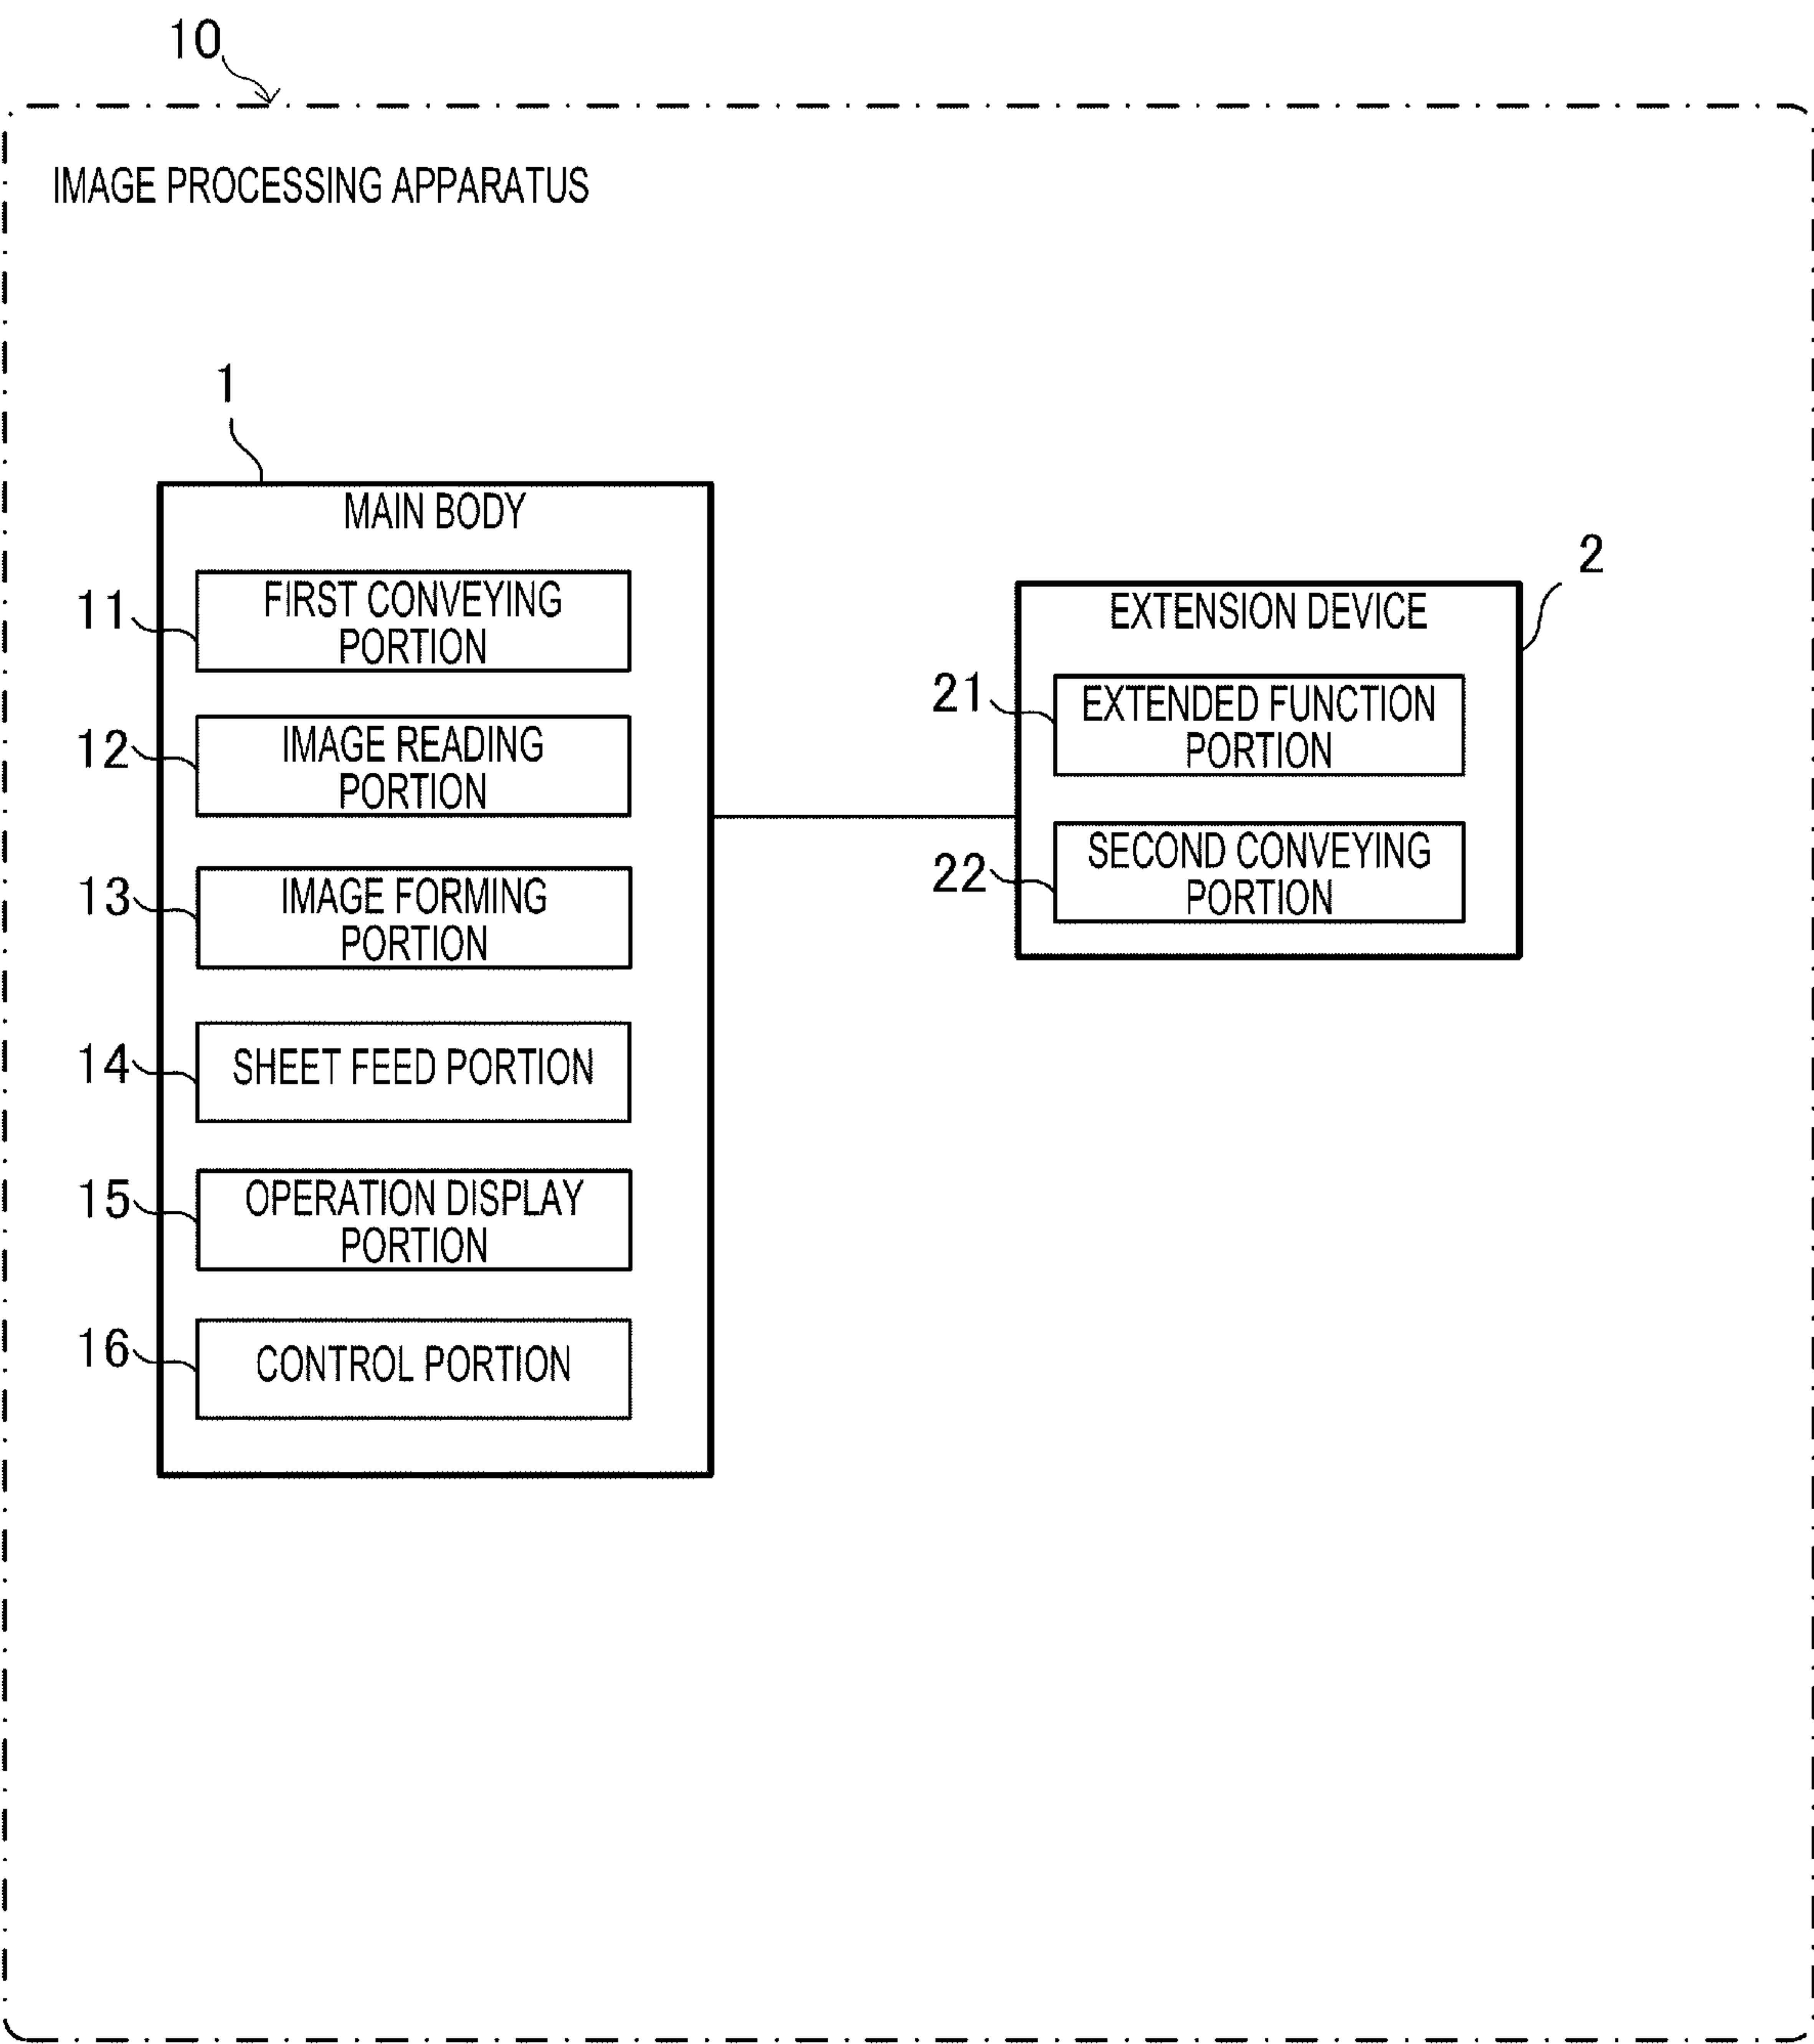 10
IMAGE PROCESSING APPARATUS
1
MAIN BODY
11
FIRST CONVEYING
PORTION
12
IMAGE READING
PORTION
13
IMAGE FORMING
PORTION
14
SHEET FEED PORTION
15
OPERATION DISPLAY
PORTION
16
CONTROL PORTION
2
EXTENSION DEVICE
21
EXTENDED FUNCTION
PORTION
22
SECOND CONVEYING
PORTION